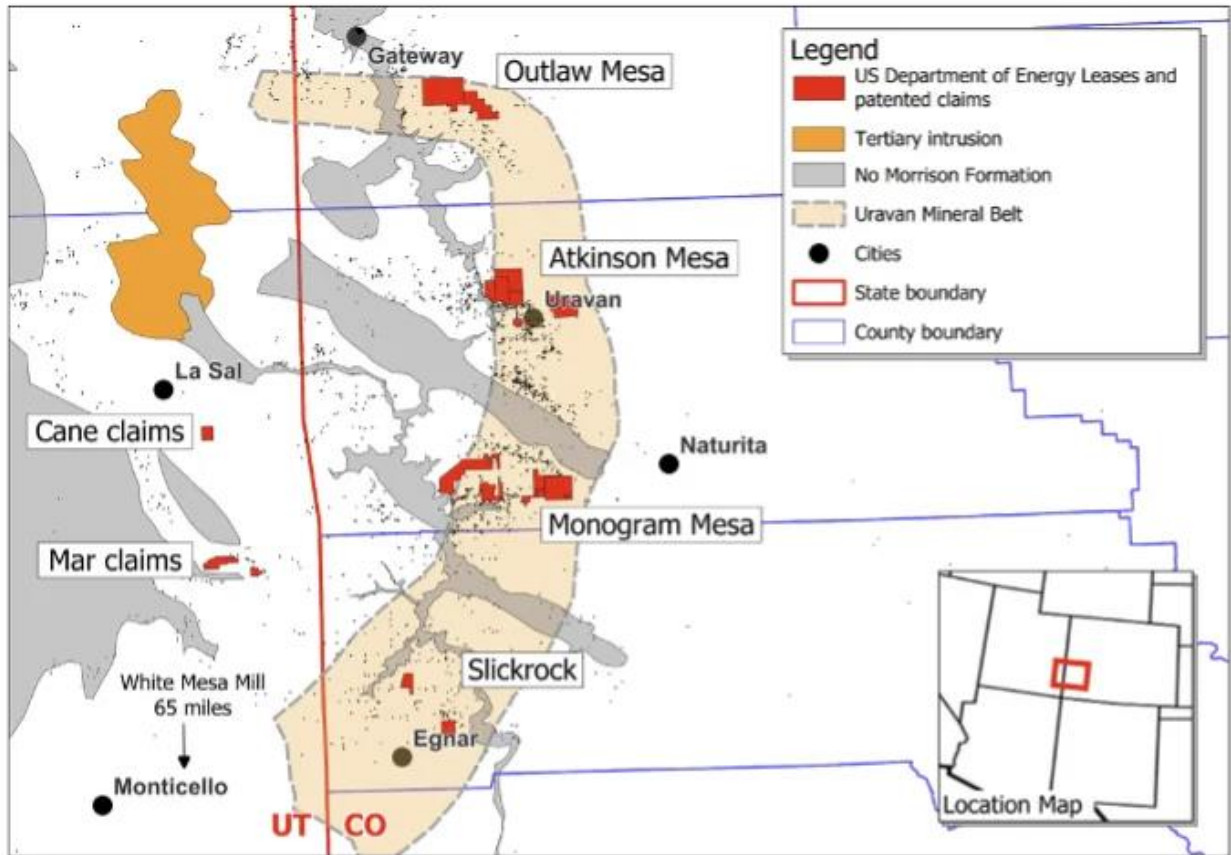 Gateway
Outlaw Mesa
Atkinson Mesa
Uravan
La Sal
Cane claims
Naturita
Monogram Mesa
Mar claims
Slickrock
White Mesa Mill
65 miles
Egnar
Monticello
UT CO
Legend
US Department of Energy Leases and
patented claims
Tertiary intrusion
No Morrison Formation
Uravan Mineral Belt
Cities
State boundary
County boundary
Location Map